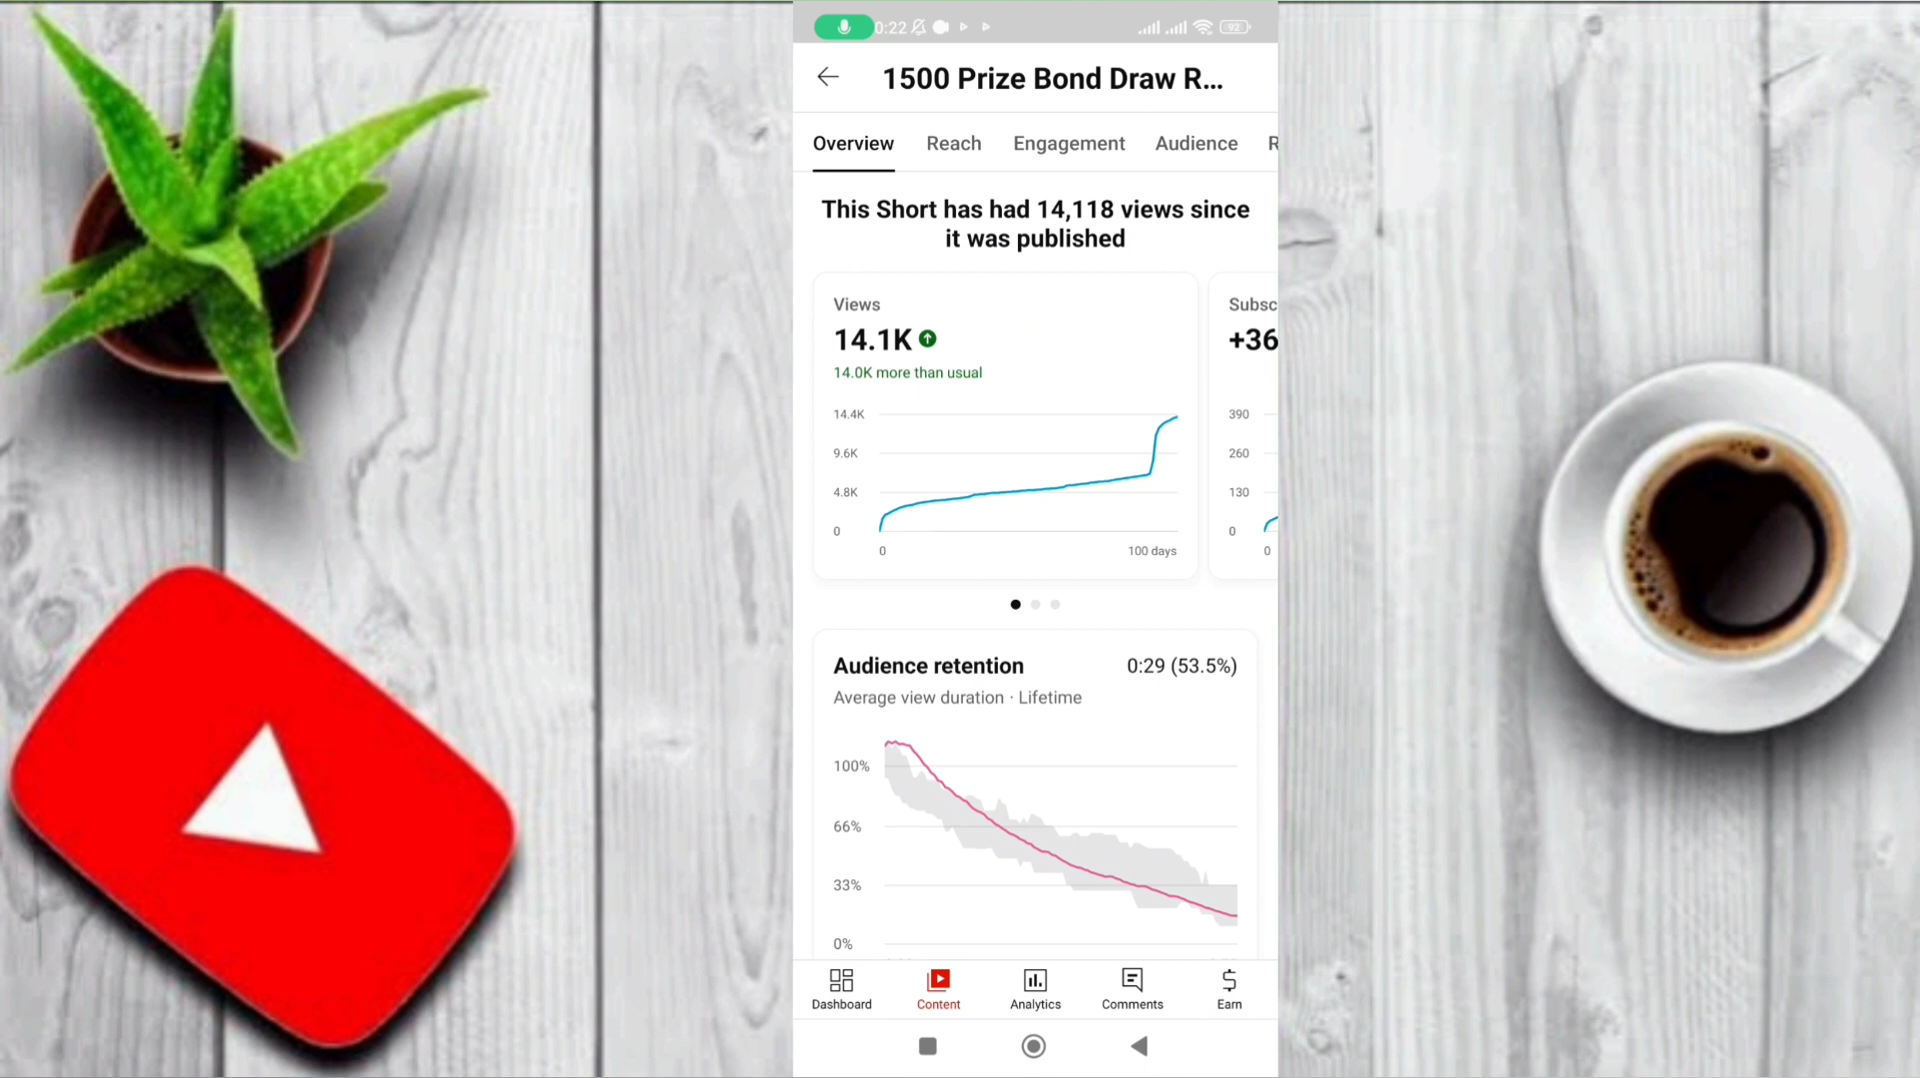 0:22
92
1500 Prize Bond Draw R...
Overview Reach Engagement Audience R
This Short has had 14,118 views since
it was published
Views
14.1K
14.0K more than usual
14.4K
9.6K
4.8K
0
0 100 days
Subsc
+36
390
260
130
0
0
Audience retention 0:29 (53.5%)
Average view duration · Lifetime
100%
66%
33%
0%
Dashboard Content Analytics Comments Earn